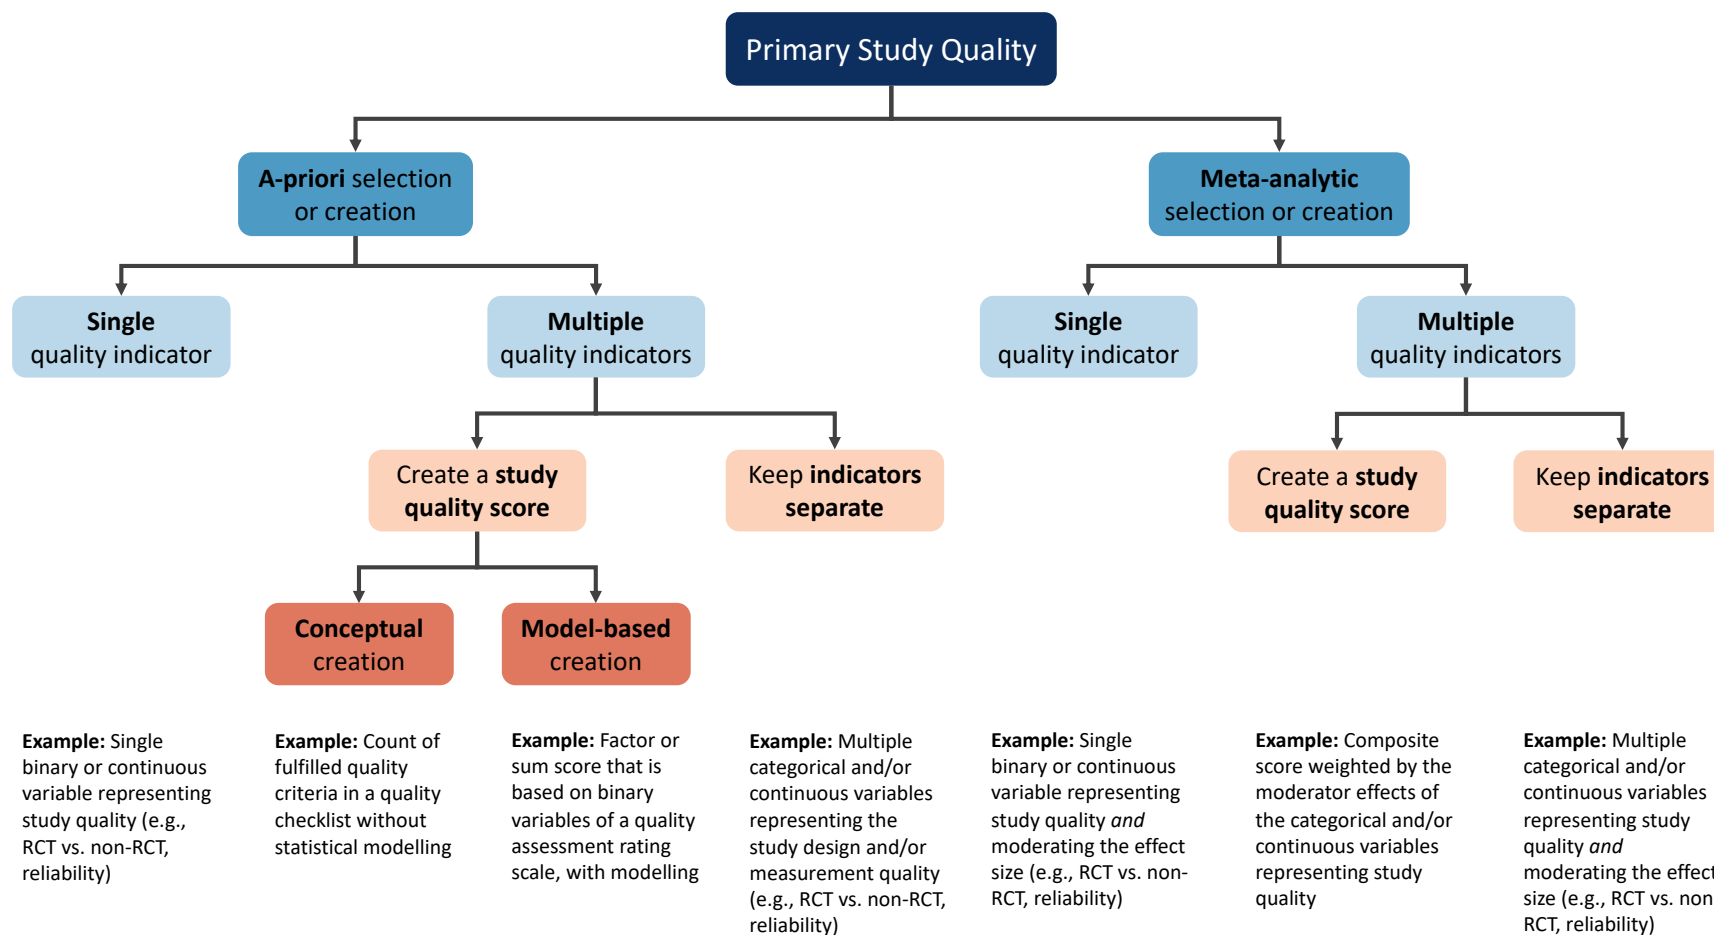 Primary Study Quality
A-priori selection
or creation
Meta-analytic
selection or creation
Single
quality indicator
Multiple
quality indicators
Single
quality indicator
Multiple
quality indicators
Create a study
quality score
Keep indicators
separate
Create a study
quality score
Keep indicators
separate
Conceptual
creation
Model-based
creation
Example: Single
binary or continuous
variable representing
study quality (e.g.,
RCT vs. non-RCT,
reliability)
Example: Count of
fulfilled quality
criteria in a quality
checklist without
statistical modelling
Example: Factor or
sum score that is
based on binary
variables of a quality
assessment rating
scale, with modelling
Example: Multiple
categorical and/or
continuous variables
representing the
study design and/or
measurement quality
(e.g., RCT vs. non-RCT,
reliability)
Example: Single
binary or continuous
variable representing
study quality and
moderating the effect
size (e.g., RCT vs. non-
RCT, reliability)
Example: Composite
score weighted by the
moderator effects of
the categorical and/or
continuous variables
representing study
quality
Example: Multiple
categorical and/or
continuous variables
representing study
quality and
moderating the effect
size (e.g., RCT vs. non
RCT, reliability)